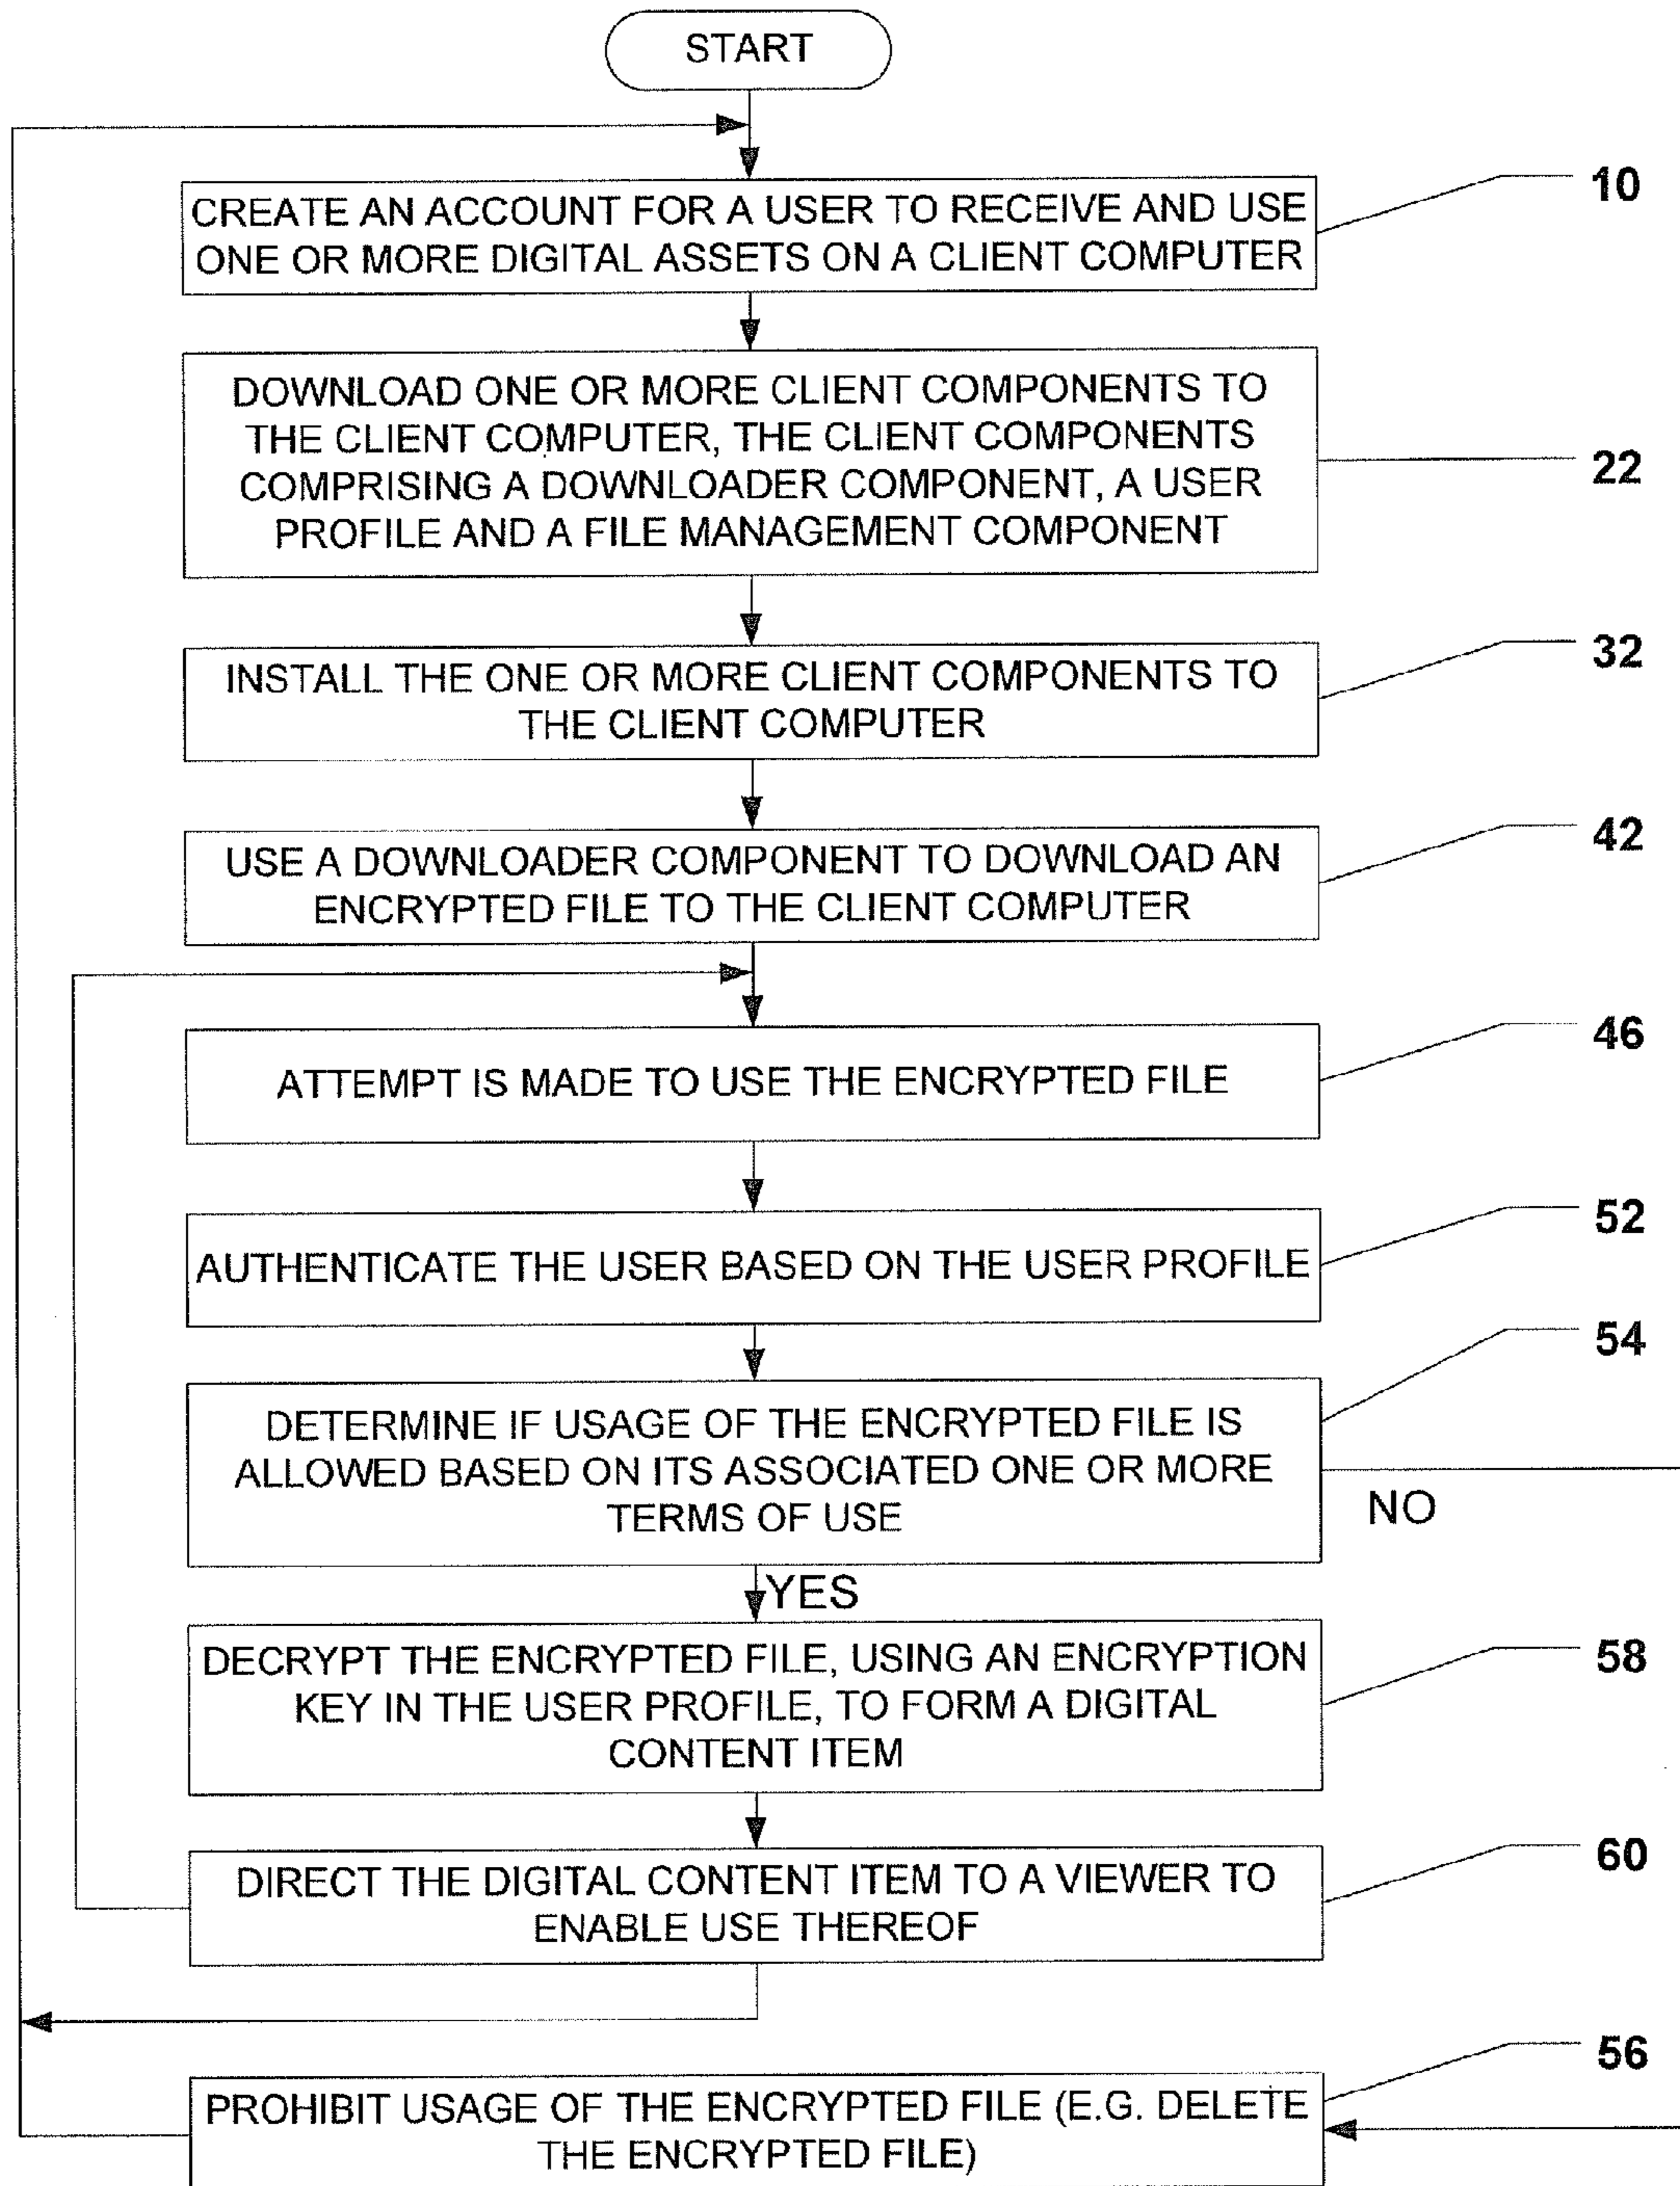 START
CREATE AN ACCOUNT FOR A USER TO RECEIVE AND USE
ONE OR MORE DIGITAL ASSETS ON A CLIENT COMPUTER
10
DOWNLOAD ONE OR MORE CLIENT COMPONENTS TO
THE CLIENT COMPUTER, THE CLIENT COMPONENTS
COMPRISING A DOWNLOADER COMPONENT, A USER
PROFILE AND A FILE MANAGEMENT COMPONENT
22
INSTALL THE ONE OR MORE CLIENT COMPONENTS TO
THE CLIENT COMPUTER
32
USE A DOWNLOADER COMPONENT TO DOWNLOAD AN
ENCRYPTED FILE TO THE CLIENT COMPUTER
42
ATTEMPT IS MADE TO USE THE ENCRYPTED FILE
46
AUTHENTICATE THE USER BASED ON THE USER PROFILE
52
DETERMINE IF USAGE OF THE ENCRYPTED FILE IS
ALLOWED BASED ON ITS ASSOCIATED ONE OR MORE
TERMS OF USE
54
NO
YES
DECRYPT THE ENCRYPTED FILE, USING AN ENCRYPTION
KEY IN THE USER PROFILE, TO FORM A DIGITAL
CONTENT ITEM
58
DIRECT THE DIGITAL CONTENT ITEM TO A VIEWER TO
ENABLE USE THEREOF
60
PROHIBIT USAGE OF THE ENCRYPTED FILE (E.G. DELETE
THE ENCRYPTED FILE)
56